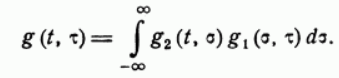 g (t, τ) = ∫_{-∞}^{∞} g₂ (t, σ) g₁ (σ, τ) dσ.